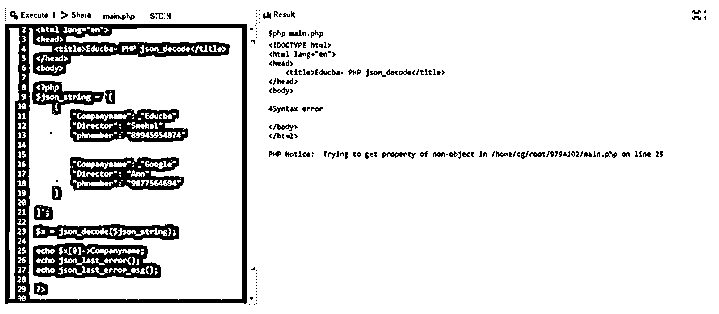 Execute | > Share main.php STDIN
2 <html lang="en">
3 <head>
4 <title>Educba- PHP json_decode</title>
5 </head>
6 <body>
7
8 <?php
9 $json_string = '[
10 {
11 "Companyname": "Educba"
12 "Director":
13 "phnumber": "89945954874"
14
15
16 "Companyname": "Google"
17 "Director": "Ann"
18 "phnumber": "9877564694"
19 }
20
21 ]';
22
23 $x = json_decode($json_string);
24
25 echo $x[0]->Companyname;
26 echo json_last_error();
27 echo json_last_error_msg();
28
29 ?>
30
Result
$php main.php
<!DOCTYPE html>
<html lang="en">
<head>
<title>Educba- PHP json_decode</title>
</head>
<body>
4Syntax error
</body>
</html>
PHP Notice: Trying to get property of non-object in /home/cg/root/9794102/main.php on line 25